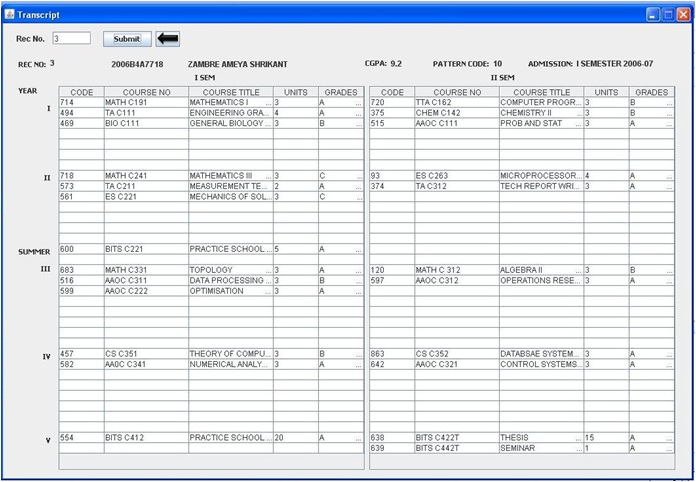 Transcript
Rec No. 3 Submit
REC NO: 3 2006B4A7718 ZAMBRE AMEYA SHRIKANT CGPA: 9.2 PATTERN CODE: 10 ADMISSION: I SEMESTER 2006-07
I SEM II SEM
YEAR CODE COURSE NO COURSE TITLE UNITS GRADES CODE COURSE NO COURSE TITLE UNITS GRADES
I
714 MATH C191 MATHEMATICS I ... 3 A ... 720 TTA C162 COMPUTER PROGR... 3 B ...
494 TA C111 ENGINEERING GRA... 4 A ... 375 CHEM C142 CHEMISTRY II ... 3 B ...
469 BIO C111 GENERAL BIOLOGY ... 3 B ... 515 AAOC C111 PROB AND STAT ... 3 A ...
II
718 MATH C241 MATHEMATICS III ... 3 C ... 93 ES C263 MICROPROCESSOR... 4 A ...
573 TA C211 MEASUREMENT TE... 2 A ... 374 TA C312 TECH REPORT WRI... 3 A ...
561 ES C221 MECHANICS OF SOL... 3 C ...
SUMMER 600 BITS C221 PRACTICE SCHOOL ... 5 A ...
III 683 MATH C331 TOPOLOGY ... 3 A ... 120 MATH C 312 ALGEBRA II ... 3 B ...
516 AAOC C311 DATA PROCESSING ... 3 B ... 597 AAOC C312 OPERATIONS RESE... 3 A ...
599 AAOC C222 OPTIMISATION ... 3 A ...
IV 457 CS C351 THEORY OF COMPU... 3 B ... 863 CS C352 DATABSAE SYSTEM... 3 A ...
582 AAOC C341 NUMERICAL ANALY... 3 A ... 642 AAOC C321 CONTROL SYSTEMS... 3 A ...
V 554 BITS C412 PRACTICE SCHOOL ... 20 A ... 638 BITS C422T THESIS ... 15 A ...
639 BITS C442T SEMINAR ... 1 A ...